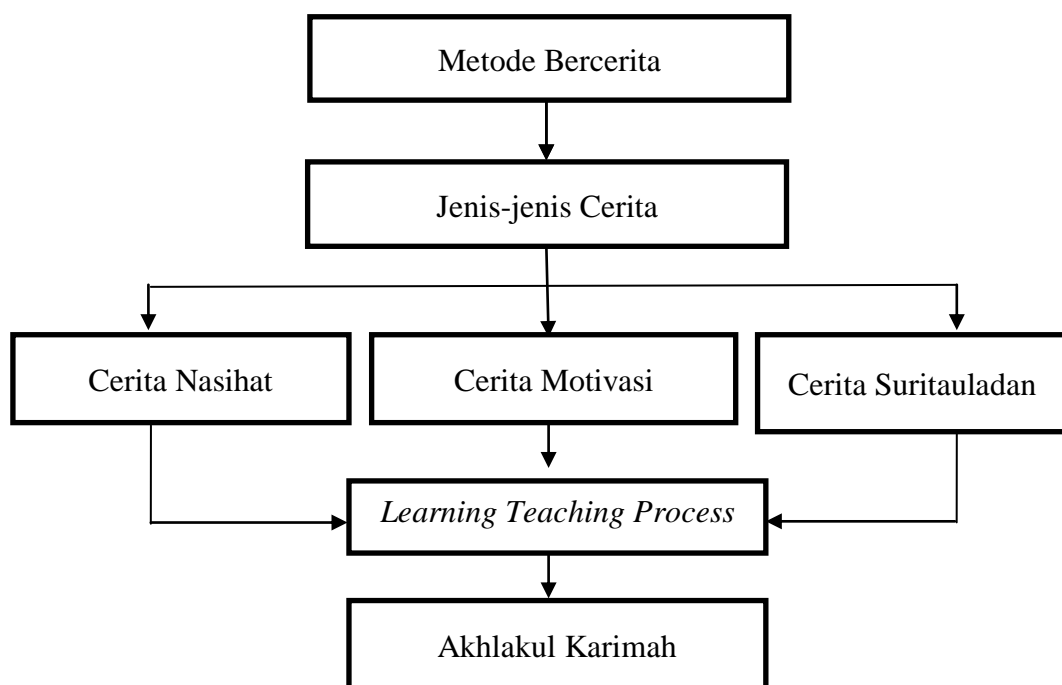 Metode Bercerita
Jenis-jenis Cerita
Cerita Nasihat
Cerita Motivasi
Cerita Suritauladan
Learning Teaching Process
Akhlakul Karimah